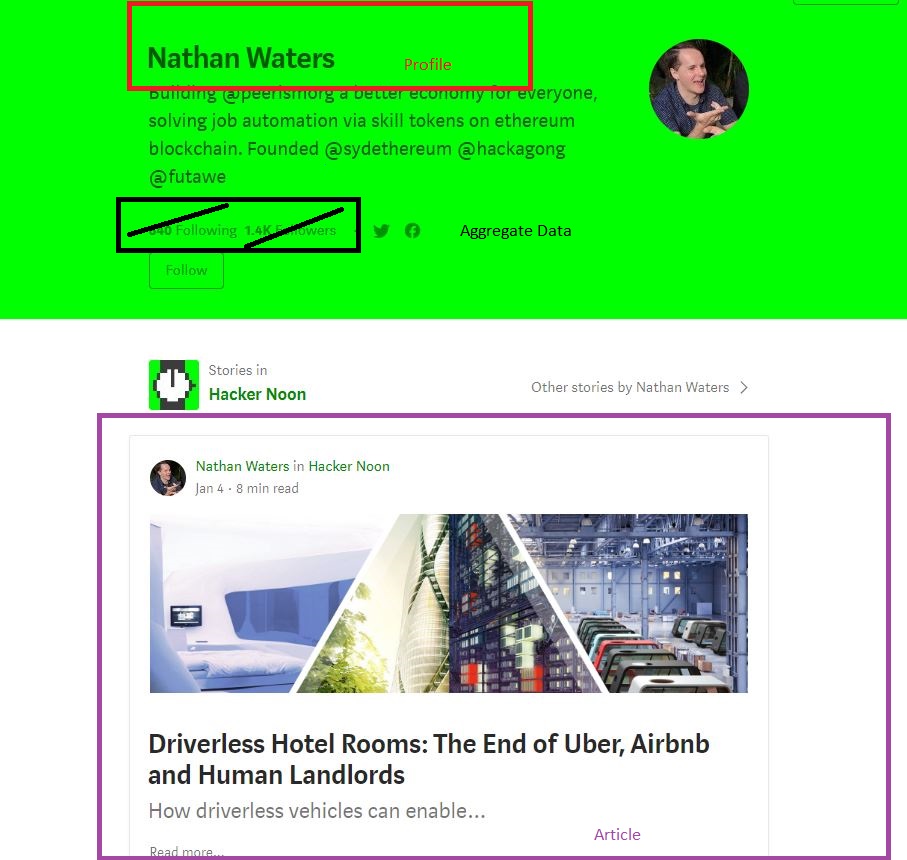 Nathan Waters
Profile
Building @peerismorg a better economy for everyone,
solving job automation via skill tokens on ethereum
blockchain. Founded @sydethereum @hackagong
@futawe
840 Following 1.4K Followers
Aggregate Data
Follow
Stories in
Hacker Noon
Other stories by Nathan Waters
Nathan Waters in Hacker Noon
Jan 4 · 8 min read
Driverless Hotel Rooms: The End of Uber, Airbnb
and Human Landlords
How driverless vehicles can enable...
Article
Read more...